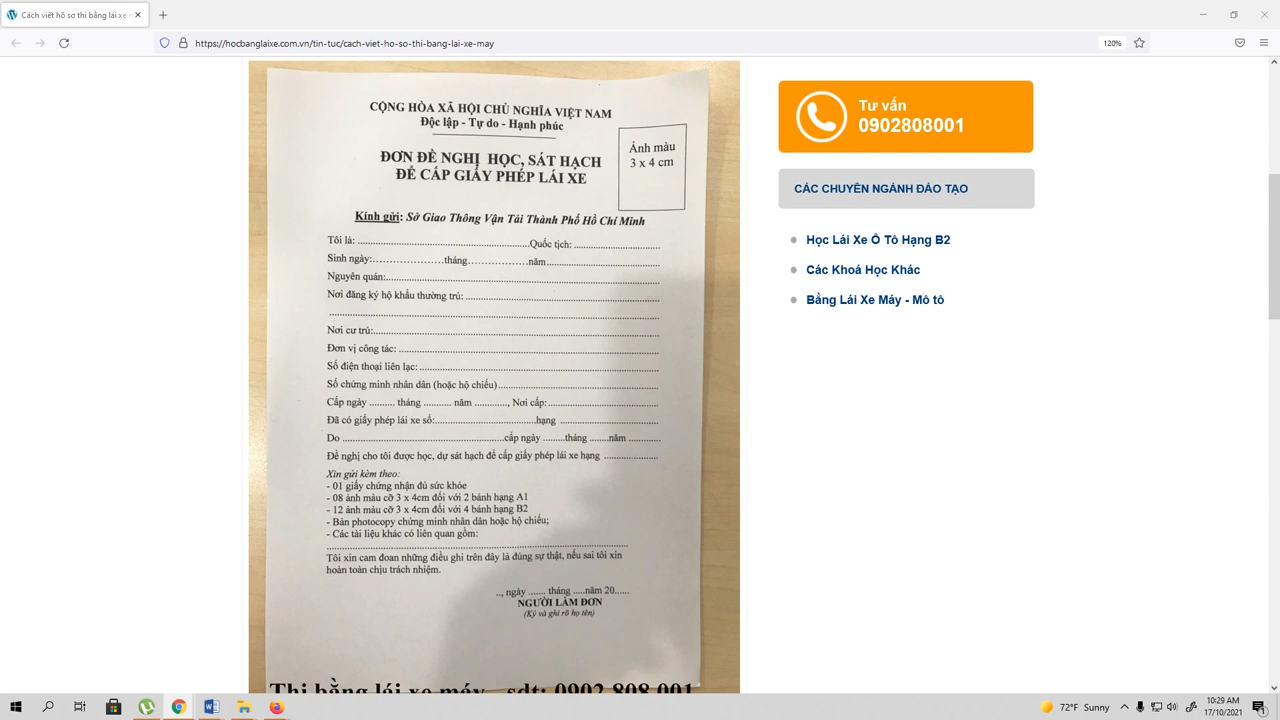 Cách viết hồ sơ thi bằng lái xe
https://hocbanglaixe.com.vn/tin-tuc/cach-viet-ho-so-thi-bang-lai-xe-may
120%
CỘNG HÒA XÃ HỘI CHỦ NGHĨA VIỆT NAM
Độc lập - Tự do - Hạnh phúc
Ảnh màu
3 x 4 cm
ĐƠN ĐỀ NGHỊ HỌC, SÁT HẠCH
ĐỂ CẤP GIẤY PHÉP LÁI XE
Kính gửi: Sở Giao Thông Vận Tải Thành Phố Hồ Chí Minh
Tôi là: ........................................Quốc tịch: ........................
Sinh ngày:....................tháng..................năm................................
Nguyên quán:................................................................
Nơi đăng ký hộ khẩu thường trú: ................................................
................................................................................
Nơi cư trú:................................................................
Đơn vị công tác: ................................................................
Số điện thoại liên lạc: ........................................................
Số chứng minh nhân dân (hoặc hộ chiếu)........................................
Cấp ngày .......... tháng .......... năm ............, Nơi cấp:................................
Đã có giấy phép lái xe số:................................hạng ................................
Do ................................................cấp ngày .........tháng ........năm ............
Đề nghị cho tôi được học, dự sát hạch để cấp giấy phép lái xe hạng ....................
Xin gửi kèm theo:
- 01 giấy chứng nhận đủ sức khỏe
- 08 ảnh màu cỡ 3 x 4cm đối với 2 bánh hạng A1
- 12 ảnh màu cỡ 3 x 4cm đối với 4 bánh hạng B2
- Bản photocopy chứng minh nhân dân hoặc hộ chiếu;
- Các tài liệu khác có liên quan gồm:
................................................................................
Tôi xin cam đoan những điều ghi trên đây là đúng sự thật, nếu sai tôi xin
hoàn toàn chịu trách nhiệm.
.., ngày ....... tháng .....năm 20......
NGƯỜI LÀM ĐƠN
(Ký và ghi rõ họ tên)
Thi bằng lái xe máy - sdt: 0902 808 001
Tư vấn
0902808001
CÁC CHUYÊN NGÀNH ĐÀO TẠO
Học Lái Xe Ô Tô Hạng B2
Các Khoá Học Khác
Bằng Lái Xe Máy - Mô tô
72°F Sunny
10:29 AM
17/10/2021